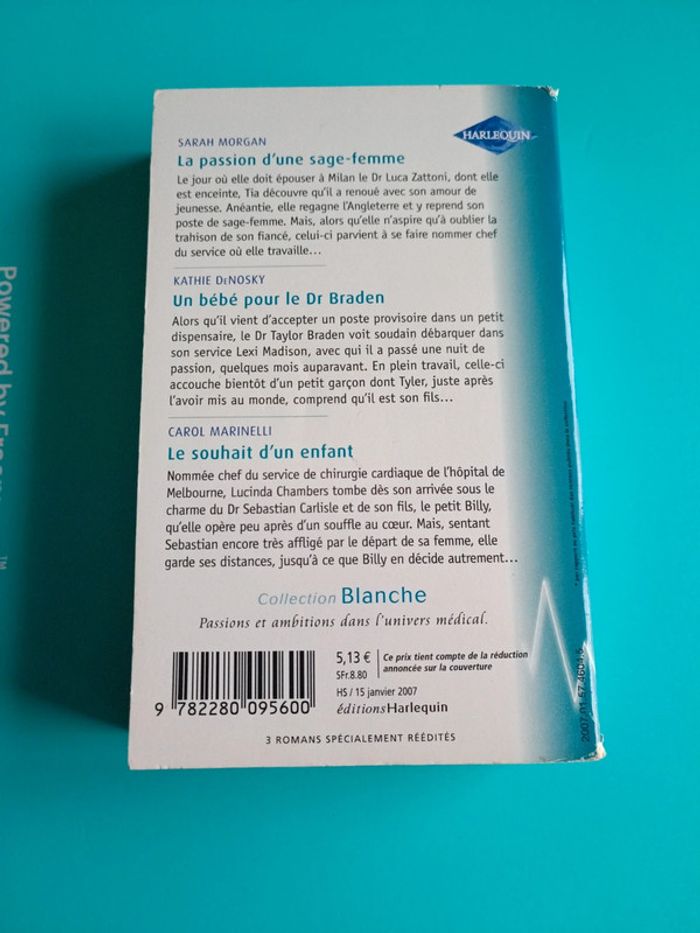 HARLEQUIN
SARAH MORGAN
La passion d'une sage-femme
Le jour où elle doit épouser à Milan le Dr Luca Zattoni, dont elle
est enceinte, Tia découvre qu'il a renoué avec son amour de
jeunesse. Anéantie, elle regagne l'Angleterre et y reprend son
poste de sage-femme. Mais, alors qu'elle n'aspire qu'à oublier la
trahison de son fiancé, celui-ci parvient à se faire nommer chef
du service où elle travaille...
KATHIE DENOSKY
Un bébé pour le Dr Braden
Alors qu'il vient d'accepter un poste provisoire dans un petit
dispensaire, le Dr Taylor Braden voit soudain débarquer dans
son service Lexi Madison, avec qui il a passé une nuit de
passion, quelques mois auparavant. En plein travail, celle-ci
accouche bientôt d'un petit garçon dont Tyler, juste après
l'avoir mis au monde, comprend qu'il est son fils...
CAROL MARINELLI
Le souhait d'un enfant
Nommée chef du service de chirurgie cardiaque de l'hôpital de
Melbourne, Lucinda Chambers tombe dès son arrivée sous le
charme du Dr Sebastian Carlisle et de son fils, le petit Billy,
qu'elle opère peu après d'un souffle au cœur. Mais, sentant
Sebastian encore très affligé par le départ de sa femme, elle
garde ses distances, jusqu'à ce que Billy en décide autrement...
Collection Blanche
Passions et ambitions dans l'univers médical.
5,13 €
SFr.8.80
Ce prix tient compte de la réduction
annoncée sur la couverture
HS / 15 janvier 2007
éditionsHarlequin
9 782280 095600
3 ROMANS SPÉCIALEMENT RÉÉDITÉS
Powered by
TM